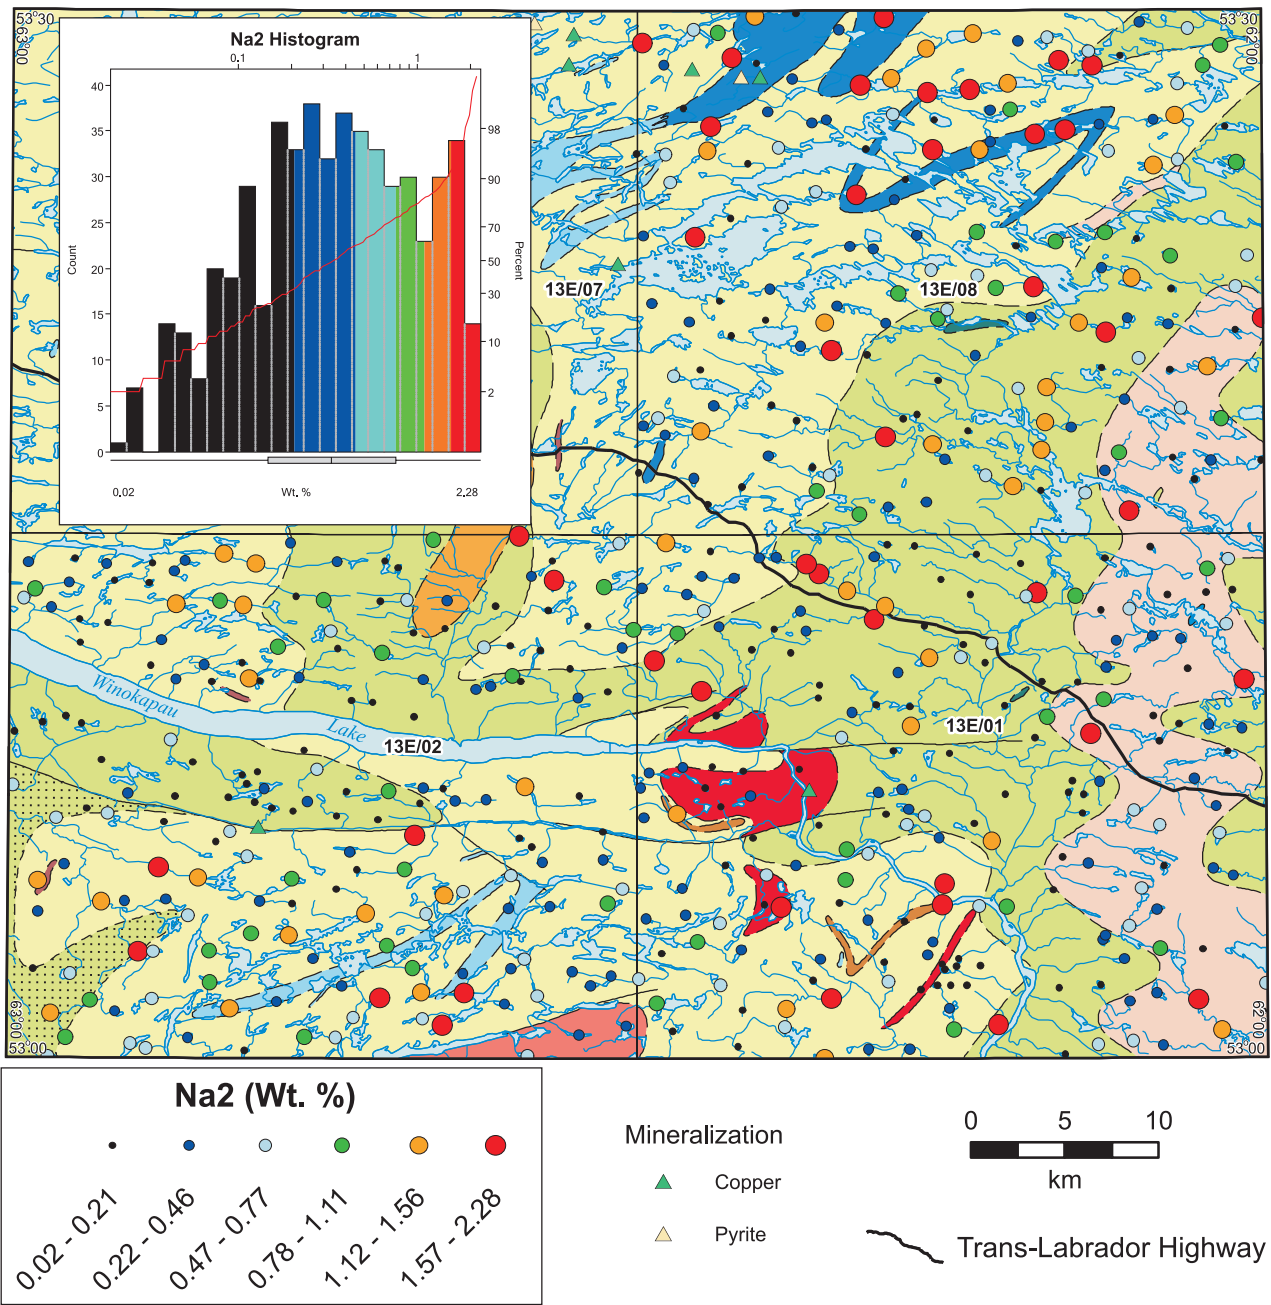 53°30
63°00
53°30
62°00
Na2 Histogram
0.1
1
40
35
30
25
20
15
10
5
0
98
90
70
50
30
10
2
Count
Percent
0.02
Wt. %
2.28
13E/07
13E/08
Winokapau
Lake
13E/02
13E/01
63°00
53°00
62°00
53°00
Na2 (Wt. %)
0.02 - 0.21
0.22 - 0.46
0.47 - 0.77
0.78 - 1.11
1.12 - 1.56
1.57 - 2.28
Mineralization
Copper
Pyrite
0
5
10
km
Trans-Labrador Highway